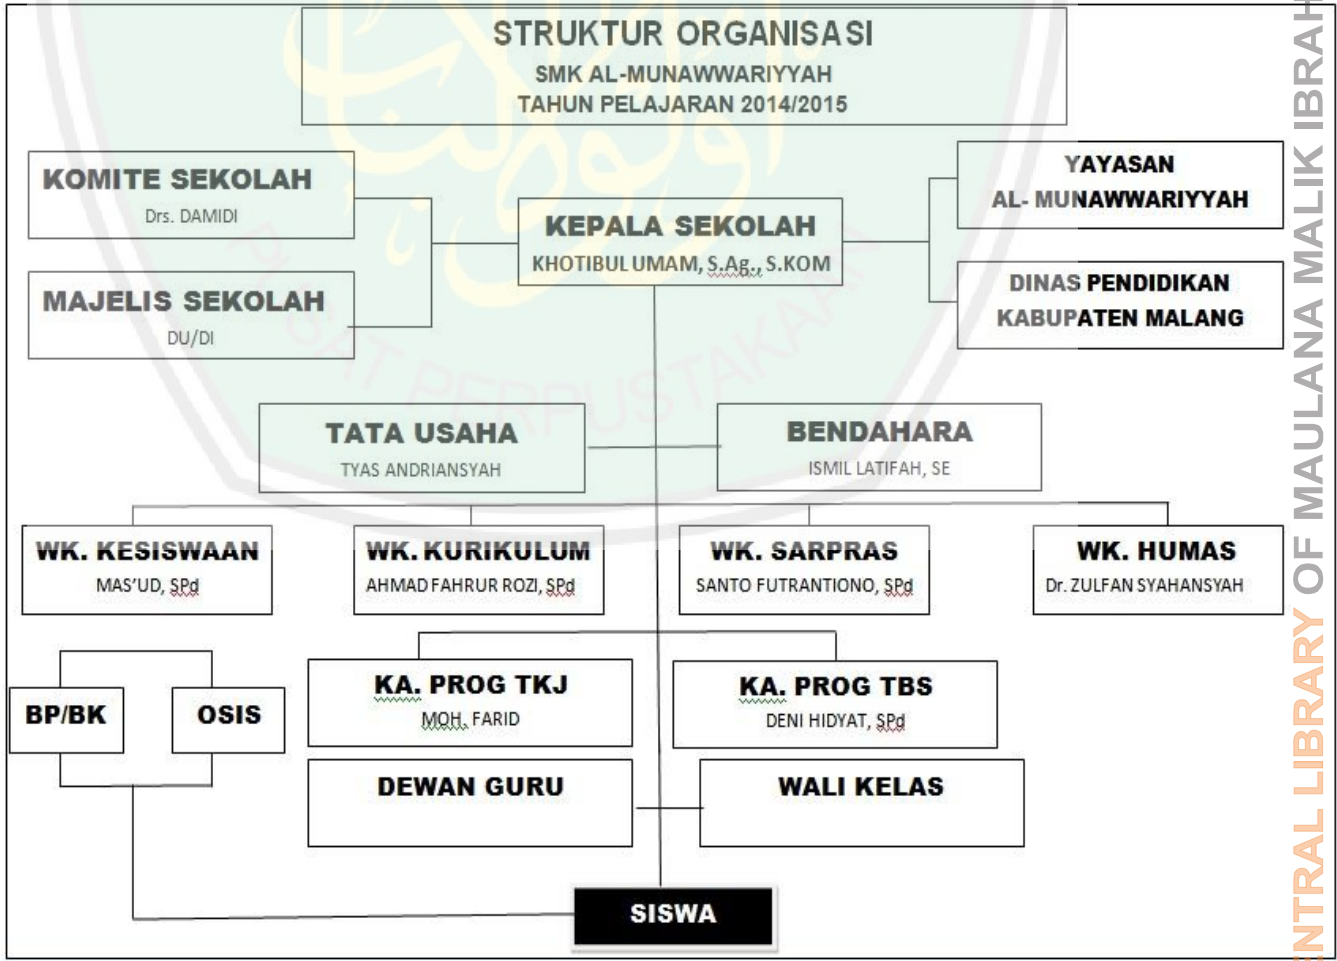 STRUKTUR ORGANISASI
SMK AL-MUNAWWARIYYAH
TAHUN PELAJARAN 2014/2015
KOMITE SEKOLAH
Drs. DAMIDI
MAJELIS SEKOLAH
DU/DI
KEPALA SEKOLAH
KHOTIBUL UMAM, S.Ag., S.KOM
YAYASAN
AL- MUNAWWARIYYAH
DINAS PENDIDIKAN
KABUPATEN MALANG
TATA USAHA
TYAS ANDRIANSYAH
BENDAHARA
ISMIL LATIFAH, SE
WK. KESISWAAN
MAS'UD, SPd
WK. KURIKULUM
AHMAD FAHRUR ROZI, SPd
WK. SARPRAS
SANTO FUTRANTIONO, SPd
WK. HUMAS
Dr. ZULFAN SYAHANSYAH
BP/BK
OSIS
KA. PROG TKJ
MOH. FARID
KA. PROG TBS
DENI HIDYAT, SPd
DEWAN GURU
WALI KELAS
SISWA
PUSAT PERPUSTAKAAN
NTRAL LIBRARY OF MAULANA MALIK IBRAH